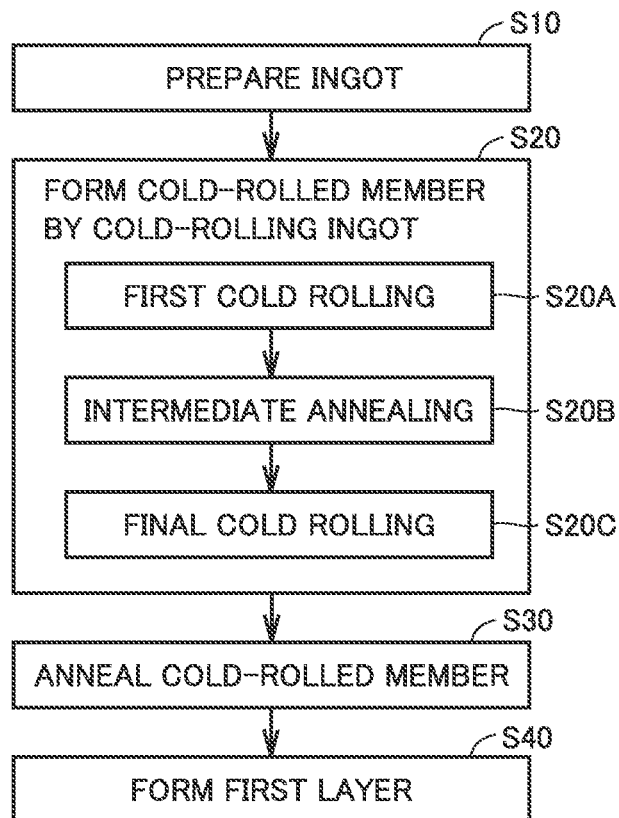 S10
PREPARE INGOT
S20
FORM COLD-ROLLED MEMBER
BY COLD-ROLLING INGOT
FIRST COLD ROLLING
S20A
INTERMEDIATE ANNEALING
S20B
FINAL COLD ROLLING
S20C
S30
ANNEAL COLD-ROLLED MEMBER
S40
FORM FIRST LAYER